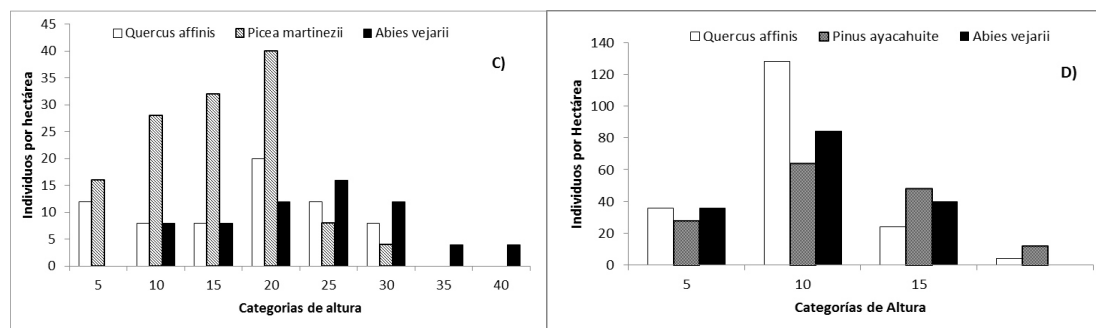 Quercus affinis Picea martinezii Abies vejarii
C)
Individuos por hectárea
45
40
35
30
25
20
15
10
5
0
5 10 15 20 25 30 35 40
Categorias de altura
Quercus affinis Pinus ayacahuite Abies vejarii
D)
Individuos por Hectárea
140
120
100
80
60
40
20
0
5 10 15
Categorías de Altura